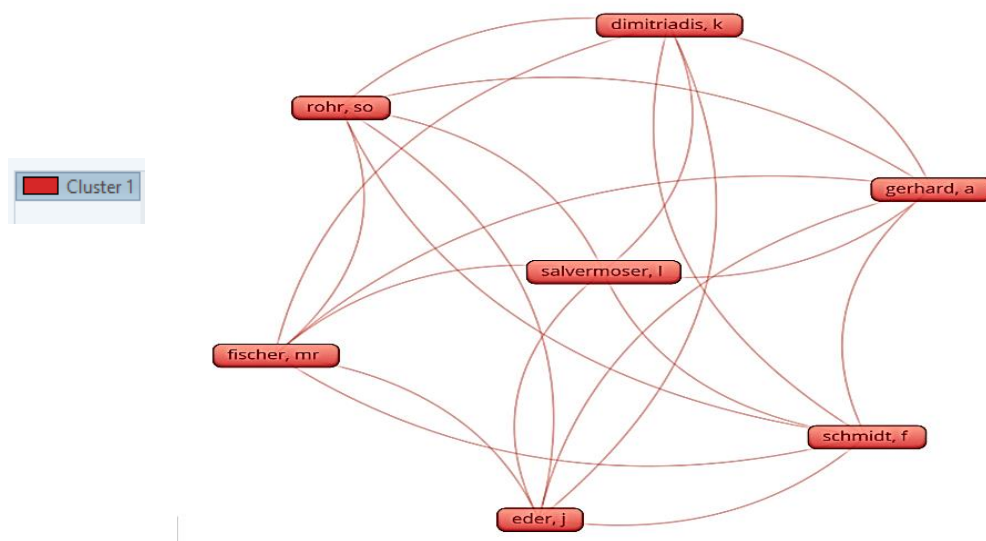 dimitriadis, k
rohr, so
Cluster 1
gerhard, a
salvermoser, l
fischer, mr
schmidt, f
eder, j